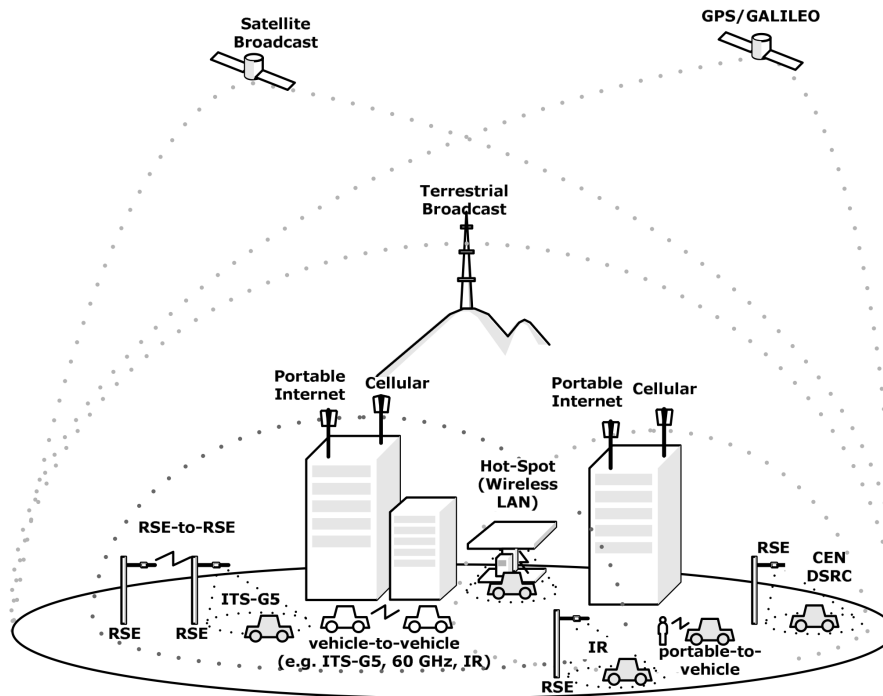 Satellite
Broadcast
GPS/GALILEO
Terrestrial
Broadcast
Portable
Internet
Cellular
Portable
Internet
Cellular
Hot-Spot
(Wireless
LAN)
RSE-to-RSE
RSE
CEN
DSRC
ITS-G5
RSE
RSE
vehicle-to-vehicle
(e.g. ITS-G5, 60 GHz, IR)
IR
portable-to-
vehicle
RSE